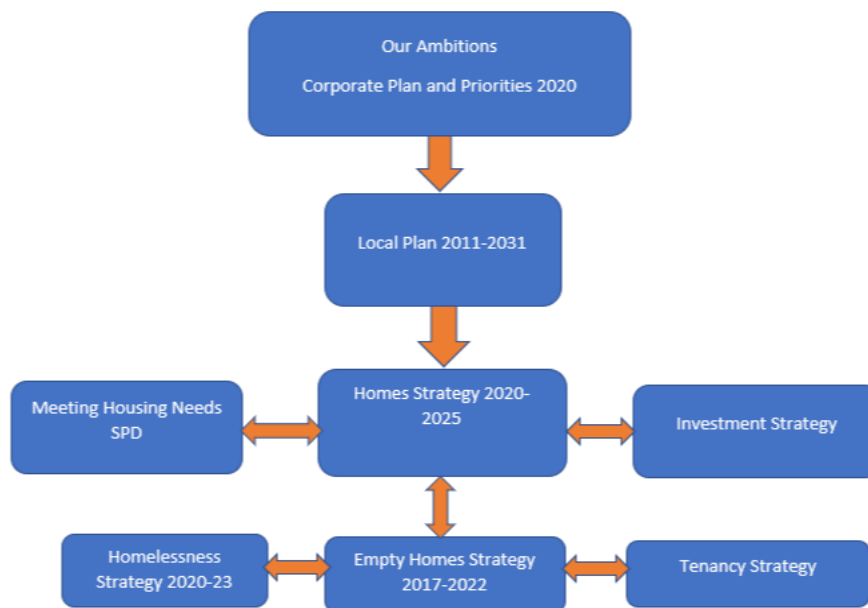 Our Ambitions
Corporate Plan and Priorities 2020
Local Plan 2011-2031
Meeting Housing Needs
SPD
Homes Strategy 2020-
2025
Investment Strategy
Homelessness
Strategy 2020-23
Empty Homes Strategy
2017-2022
Tenancy Strategy